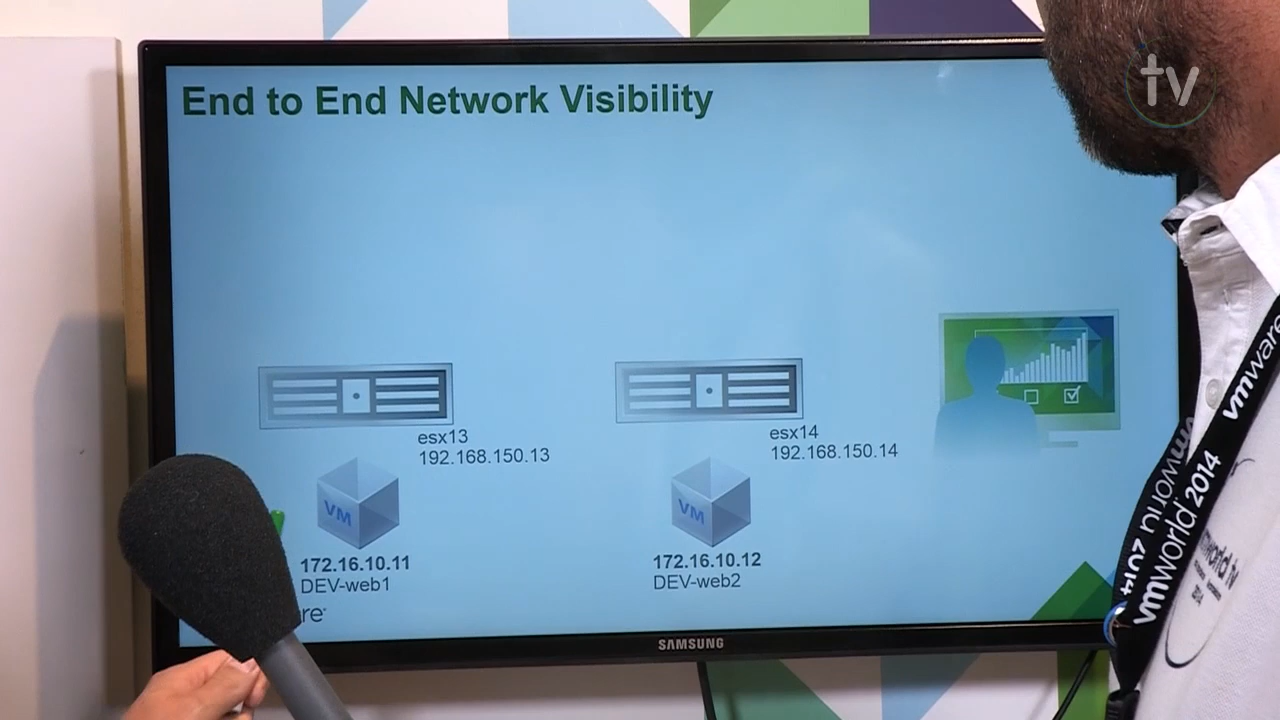 tv
End to End Network Visibility
esx13
192.168.150.13
esx14
192.168.150.14
VM
VM
172.16.10.11
DEV-web1
172.16.10.12
DEV-web2
re
SAMSUNG
vmware
vmworld 2014